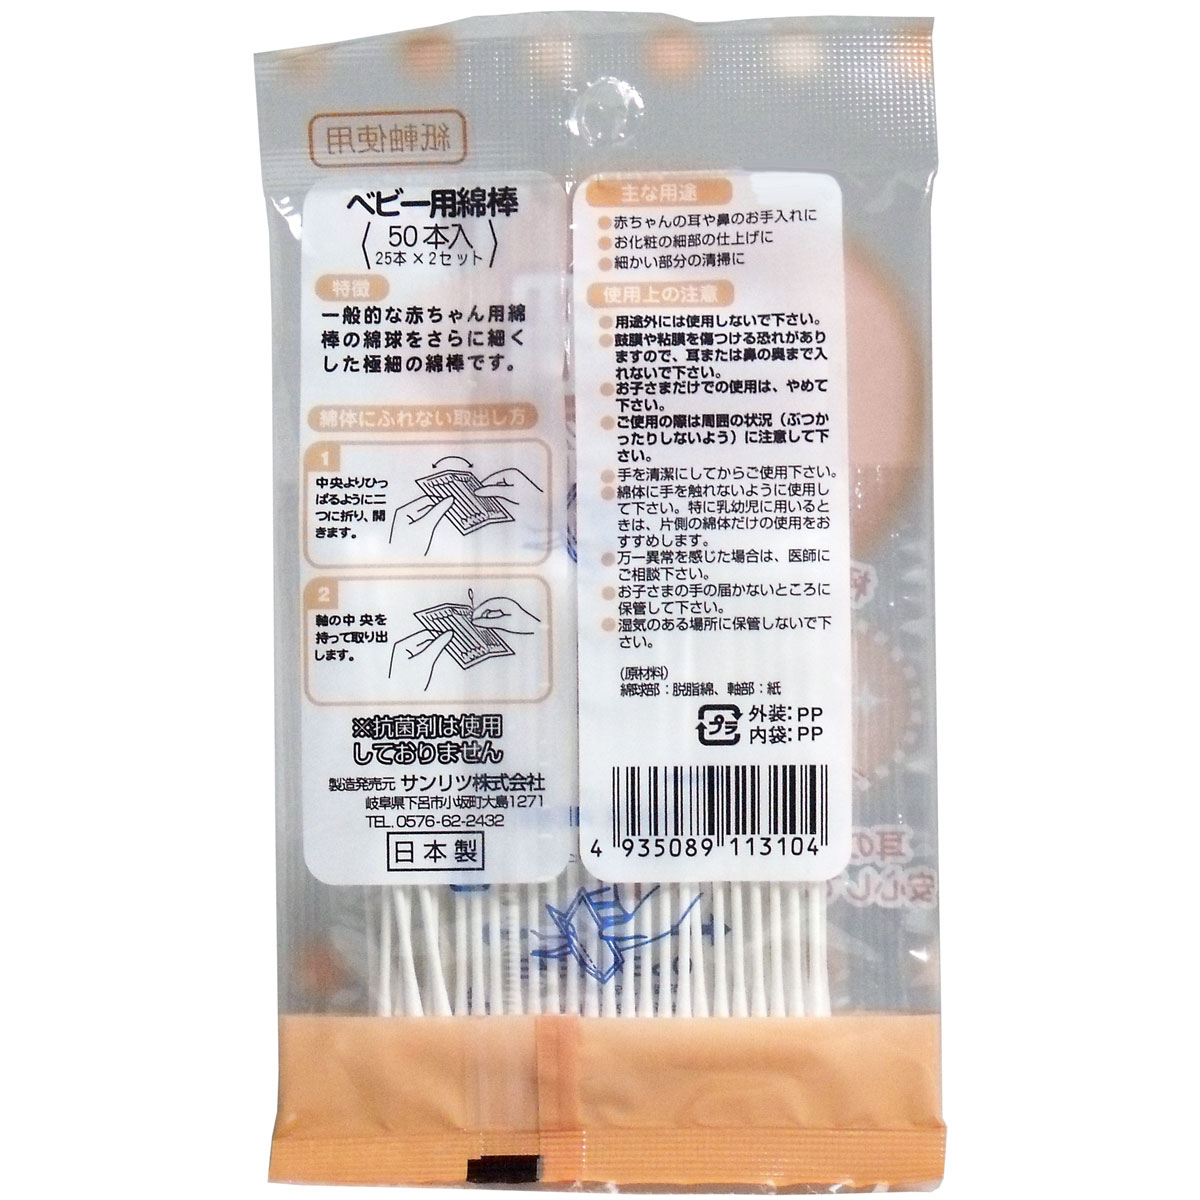 紙軸使用
ベビー用綿棒
50本入
25本×2セット
特徴
一般的な赤ちゃん用綿
棒の綿球をさらに細く
した極細の綿棒です。
綿体にふれない取出し方
1
中央よりひっ
ぱるように二
つに折り、開
きます。
2
軸の中央を
持って取り出
します。
※抗菌剤は使用
しておりません
製造発売元 サンリツ株式会社
岐阜県下呂市小坂町大島1271
TEL.0576-62-2432
日本製
主な用途
●赤ちゃんの耳や鼻のお手入れに
●お化粧の細部の仕上げに
●細かい部分の清掃に
使用上の注意
●用途外には使用しないで下さい。
●鼓膜や粘膜を傷つける恐れがあり
ますので、耳または鼻の奥まで入
れないで下さい。
●お子さまだけでの使用は、やめて
下さい。
●ご使用の際は周囲の状況（ぶつか
ったりしないよう）に注意して下
さい。
●手を清潔にしてからご使用下さい。
●綿体に手を触れないように使用し
て下さい。特に乳幼児に用いると
きは、片側の綿体だけの使用をお
すすめします。
●万一異常を感じた場合は、医師に
ご相談下さい。
●お子さまの手の届かないところに
保管して下さい。
●湿気のある場所に保管しないで下
さい。
（原材料）
綿球部：脱脂綿、軸部：紙
プラ
外装：PP
内袋：PP
4 935089 113104
耳の
安心し